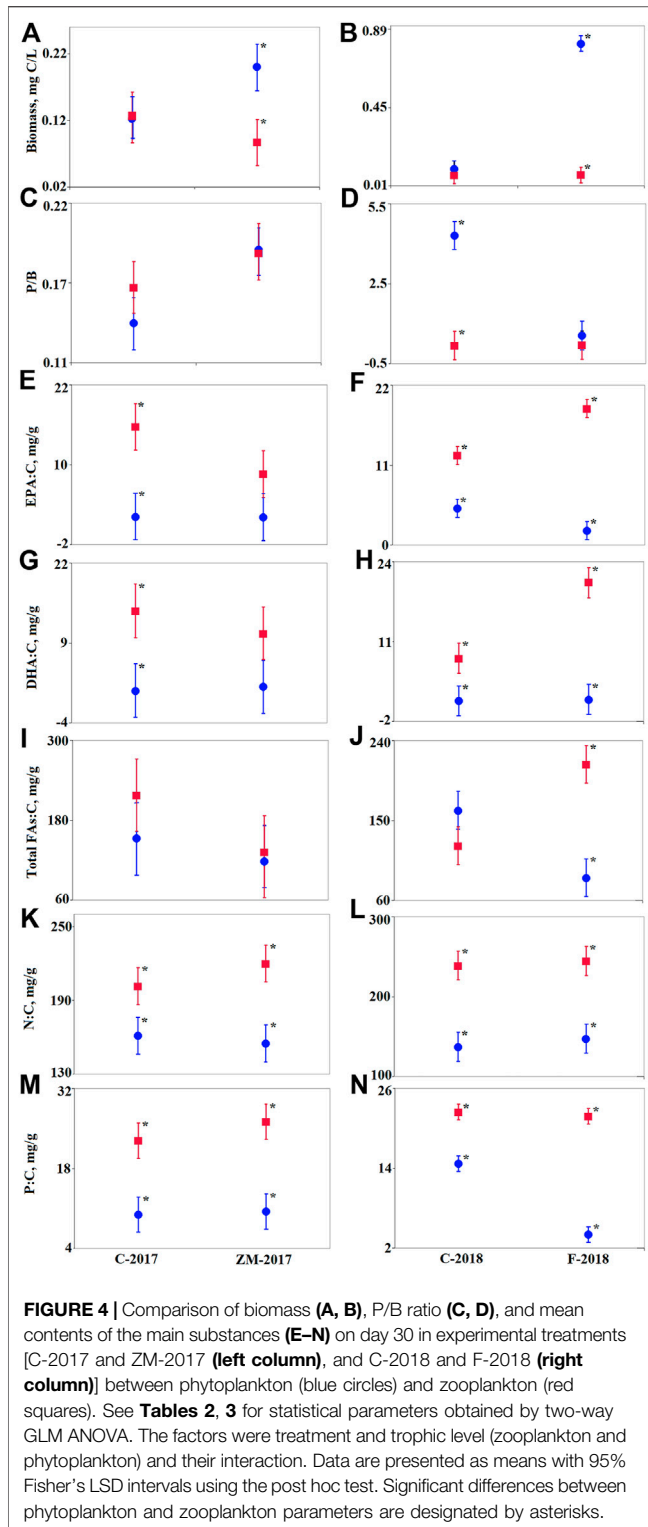 A
B
Biomass, mg C/L
0.22
0.12
0.02
*
*
0.89
0.45
0.01
*
*
C
D
P/B
0.22
0.17
0.11
5.5
2.5
-0.5
*
*
E
F
EPA:C, mg/g
22
10
-2
*
*
22
11
0
*
*
*
*
G
H
DHA:C, mg/g
22
9
-4
*
*
24
11
-2
*
*
*
*
I
J
Total FAs:C, mg/g
300
180
60
240
150
60
*
*
K
L
N:C, mg/g
250
190
130
*
*
*
*
300
200
100
*
*
*
*
M
N
P:C, mg/g
32
18
4
*
*
*
*
26
14
2
*
*
*
*
C-2017 ZM-2017 C-2018 F-2018
FIGURE 4 | Comparison of biomass (A, B), P/B ratio (C, D), and mean
contents of the main substances (E–N) on day 30 in experimental treatments
[C-2017 and ZM-2017 (left column), and C-2018 and F-2018 (right
column)] between phytoplankton (blue circles) and zooplankton (red
squares). See Tables 2, 3 for statistical parameters obtained by two-way
GLM ANOVA. The factors were treatment and trophic level (zooplankton and
phytoplankton) and their interaction. Data are presented as means with 95%
Fisher's LSD intervals using the post hoc test. Significant differences between
phytoplankton and zooplankton parameters are designated by asterisks.